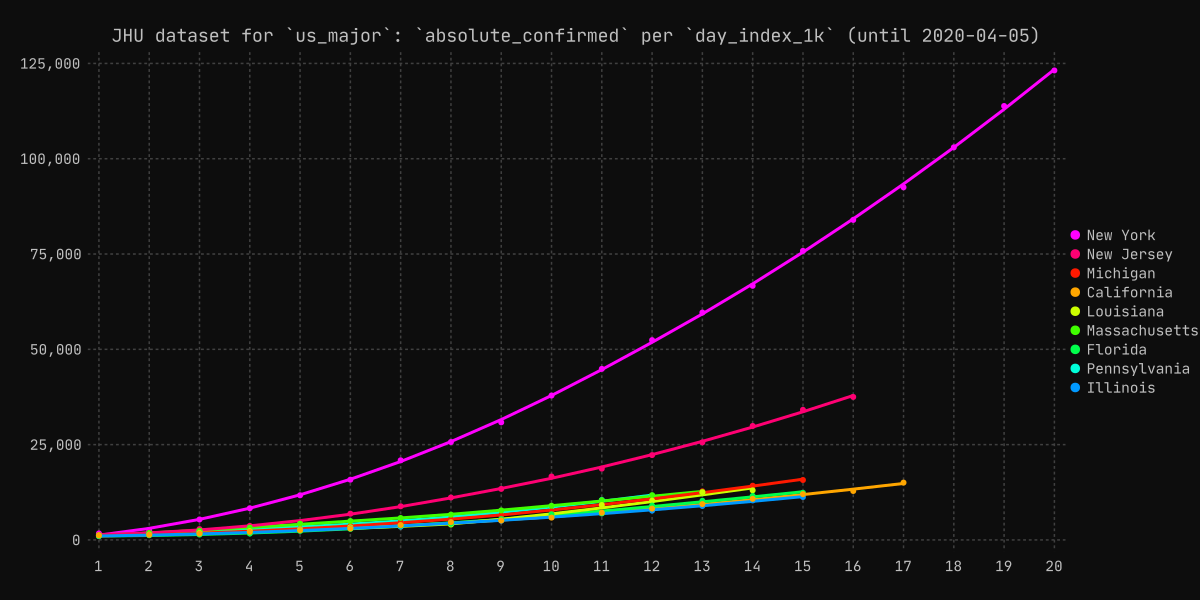 JHU dataset for `us_major`: `absolute_confirmed` per `day_index_1k` (until 2020-04-05)
125,000
100,000
75,000
50,000
25,000
0
1 2 3 4 5 6 7 8 9 10 11 12 13 14 15 16 17 18 19 20
New York
New Jersey
Michigan
California
Louisiana
Massachusetts
Florida
Pennsylvania
Illinois